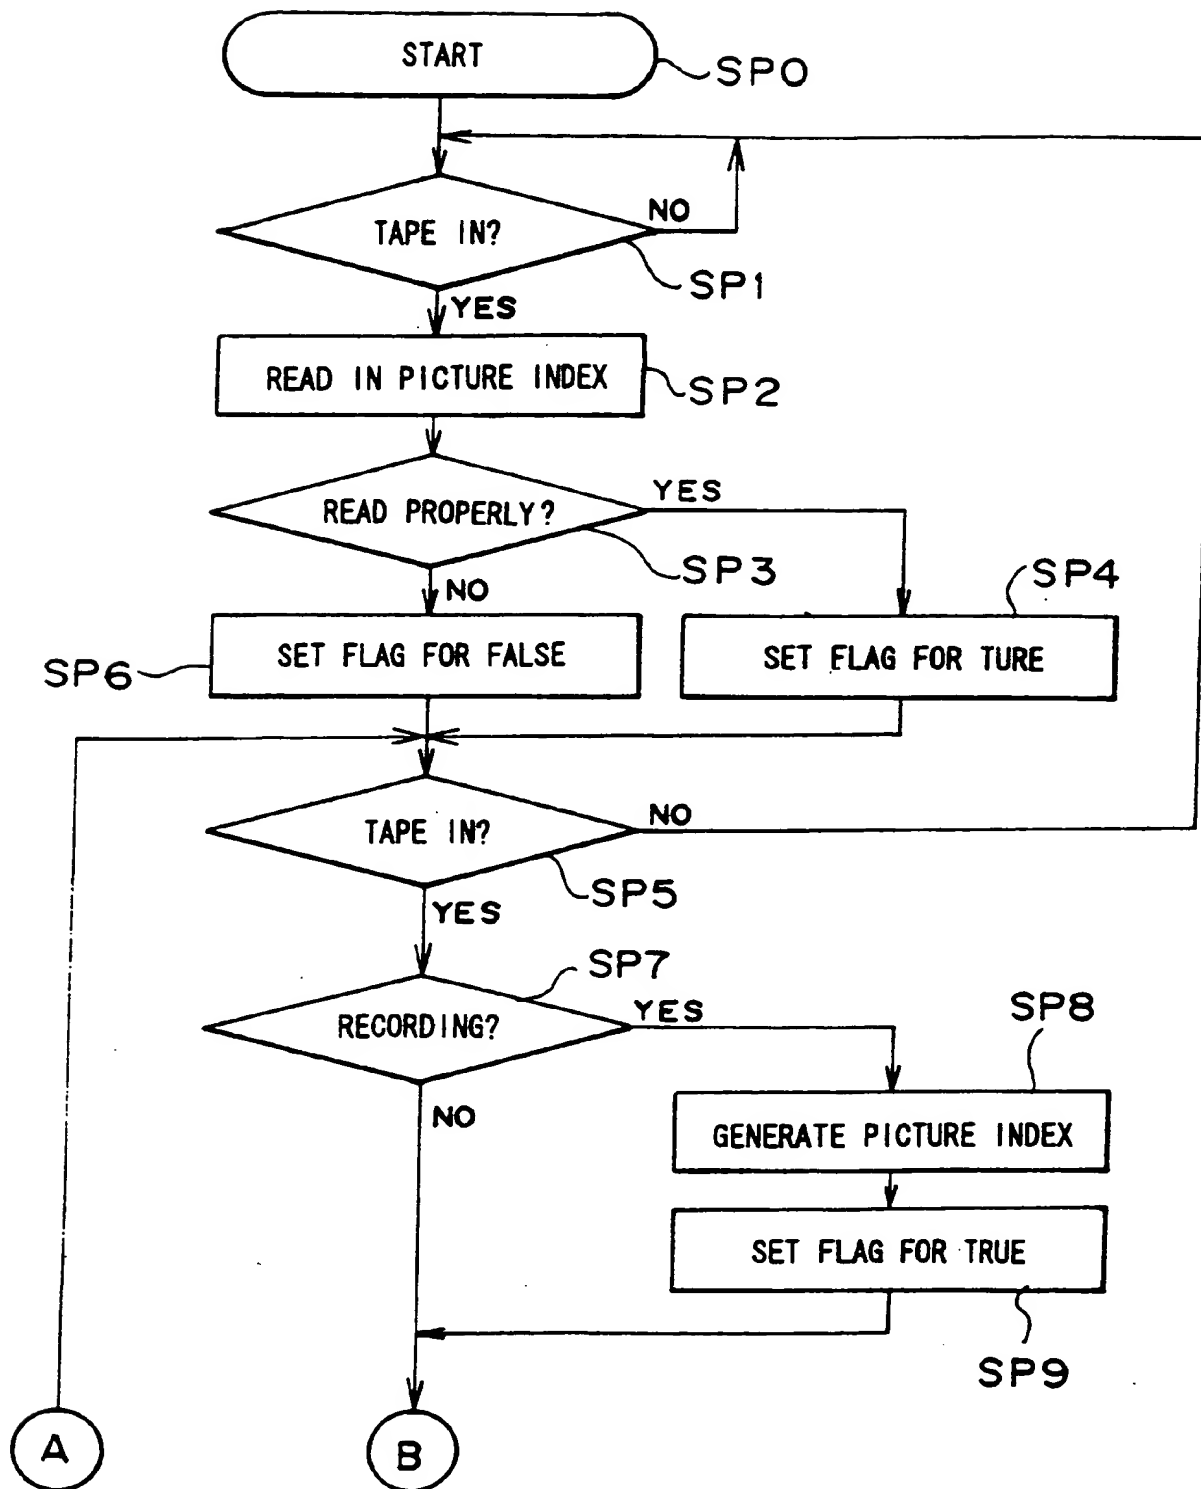 START
SP0
TAPE IN?
NO
SP1
YES
READ IN PICTURE INDEX
SP2
READ PROPERLY?
YES
SP3
NO
SP4
SET FLAG FOR FALSE
SP6
SET FLAG FOR TURE
TAPE IN?
NO
SP5
YES
SP7
RECORDING?
YES
SP8
NO
GENERATE PICTURE INDEX
SET FLAG FOR TRUE
SP9
A
B